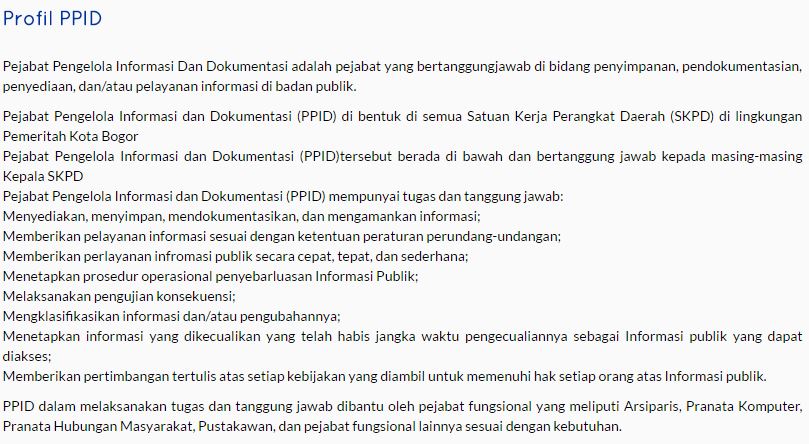 Profil PPID
Pejabat Pengelola Informasi Dan Dokumentasi adalah pejabat yang bertanggungjawab di bidang penyimpanan, pendokumentasian,
penyediaan, dan/atau pelayanan informasi di badan publik.
Pejabat Pengelola Informasi dan Dokumentasi (PPID) di bentuk di semua Satuan Kerja Perangkat Daerah (SKPD) di lingkungan
Pemeritah Kota Bogor
Pejabat Pengelola Informasi dan Dokumentasi (PPID)tersebut berada di bawah dan bertanggung jawab kepada masing-masing
Kepala SKPD
Pejabat Pengelola Informasi dan Dokumentasi (PPID) mempunyai tugas dan tanggung jawab:
Menyediakan, menyimpan, mendokumentasikan, dan mengamankan informasi;
Memberikan pelayanan informasi sesuai dengan ketentuan peraturan perundang-undangan;
Memberikan perlayanan infromasi publik secara cepat, tepat, dan sederhana;
Menetapkan prosedur operasional penyebarluasan Informasi Publik;
Melaksanakan pengujian konsekuensi;
Mengklasifikasikan informasi dan/atau pengubahannya;
Menetapkan informasi yang dikecualikan yang telah habis jangka waktu pengecualiannya sebagai Informasi publik yang dapat
diakses;
Memberikan pertimbangan tertulis atas setiap kebijakan yang diambil untuk memenuhi hak setiap orang atas Informasi publik.
PPID dalam melaksanakan tugas dan tanggung jawab dibantu oleh pejabat fungsional yang meliputi Arsiparis, Pranata Komputer,
Pranata Hubungan Masyarakat, Pustakawan, dan pejabat fungsional lainnya sesuai dengan kebutuhan.